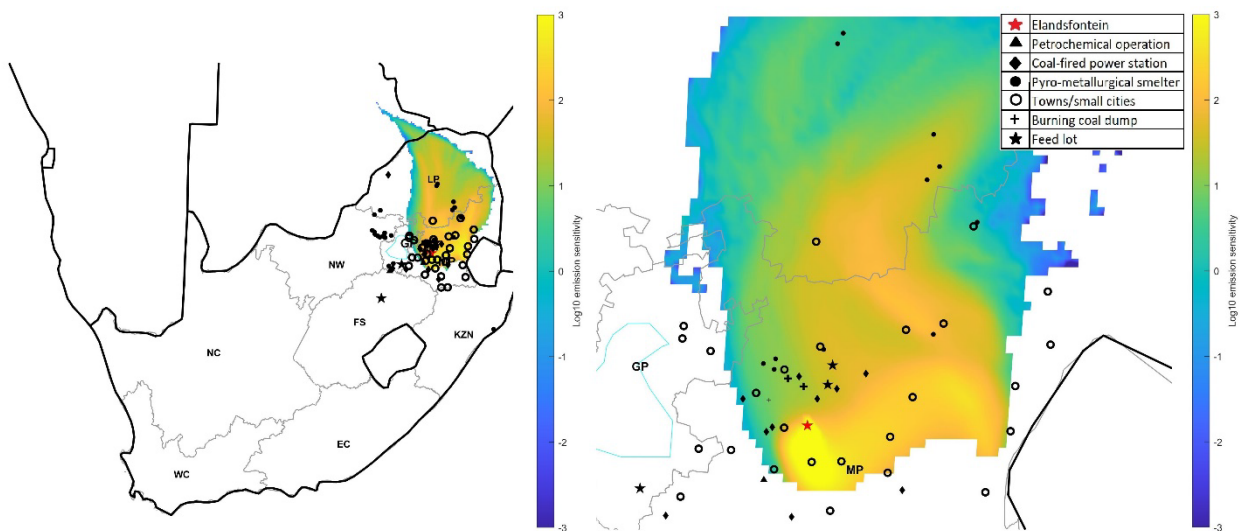 3
2
1
0
-1
-2
-3
Log10 emission sensitivity
LP
GP
NW
MP
FS
KZN
NC
EC
WC
Elandsfontein
Petrochemical operation
Coal-fired power station
Pyro-metallurgical smelter
Towns/small cities
Burning coal dump
Feed lot
GP
MP
3
2
1
0
-1
-2
-3
Log10 emission sensitivity